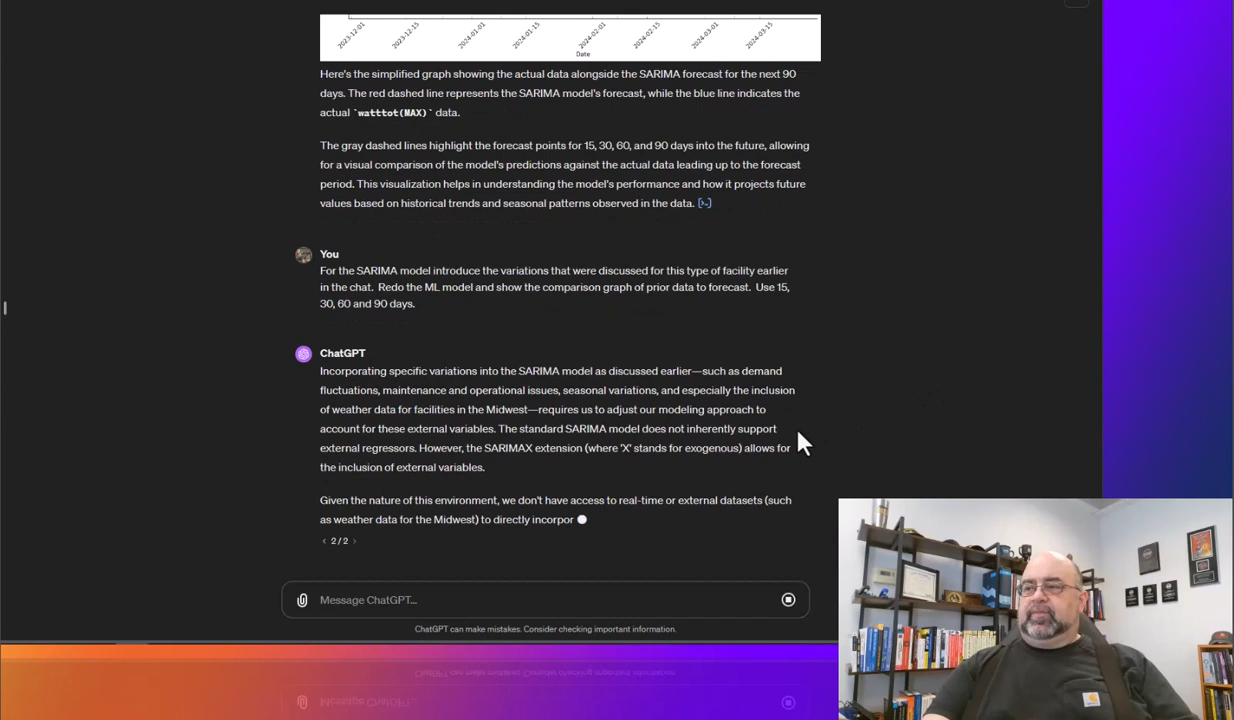 2023-12-01
2023-12-15
2024-01-01
2024-01-15
2024-02-01
2024-02-15
2024-03-01
2024-03-15
Date
Here's the simplified graph showing the actual data alongside the SARIMA forecast for the next 90
days. The red dashed line represents the SARIMA model's forecast, while the blue line indicates the
actual `watttot(MAX)` data.
The gray dashed lines highlight the forecast points for 15, 30, 60, and 90 days into the future, allowing
for a visual comparison of the model's predictions against the actual data leading up to the forecast
period. This visualization helps in understanding the model's performance and how it projects future
values based on historical trends and seasonal patterns observed in the data. [>-]
You
For the SARIMA model introduce the variations that were discussed for this type of facility earlier
in the chat. Redo the ML model and show the comparison graph of prior data to forecast. Use 15,
30, 60 and 90 days.
ChatGPT
Incorporating specific variations into the SARIMA model as discussed earlier—such as demand
fluctuations, maintenance and operational issues, seasonal variations, and especially the inclusion
of weather data for facilities in the Midwest—requires us to adjust our modeling approach to
account for these external variables. The standard SARIMA model does not inherently support
external regressors. However, the SARIMAX extension (where 'X' stands for exogenous) allows for
the inclusion of external variables.
Given the nature of this environment, we don't have access to real-time or external datasets (such
as weather data for the Midwest) to directly incorpor
< 2/2 >
Message ChatGPT...
ChatGPT can make mistakes. Consider checking important information.
ChatGPT can make mistakes. Consider checking important information.
Message ChatGPT...